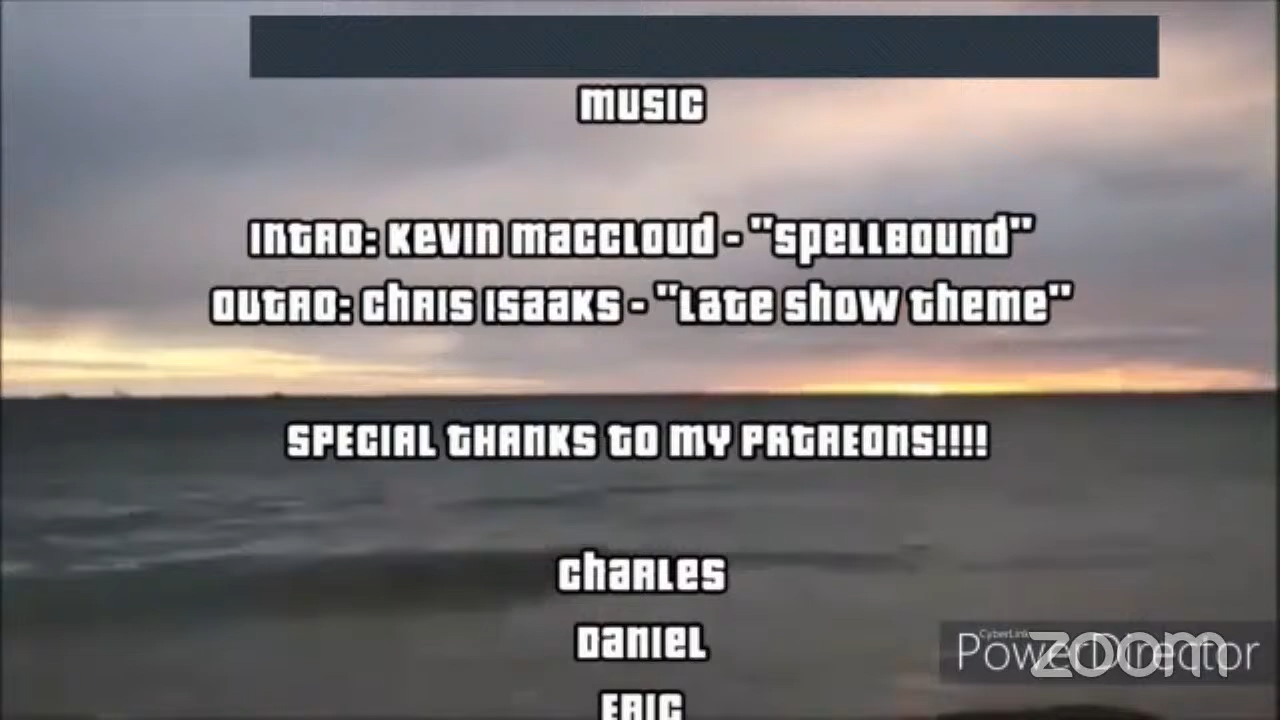 MUSIC
INTRO: KEVIN MACCLOUD - "SPELLBOUND"
OUTRO: CHRIS ISAAKS - "LATE SHOW THEME"
SPECIAL THANKS TO MY PATREONS!!!!
CHARLES
DANIEL
ERIC
CyberLink
PowerDirector
zoom